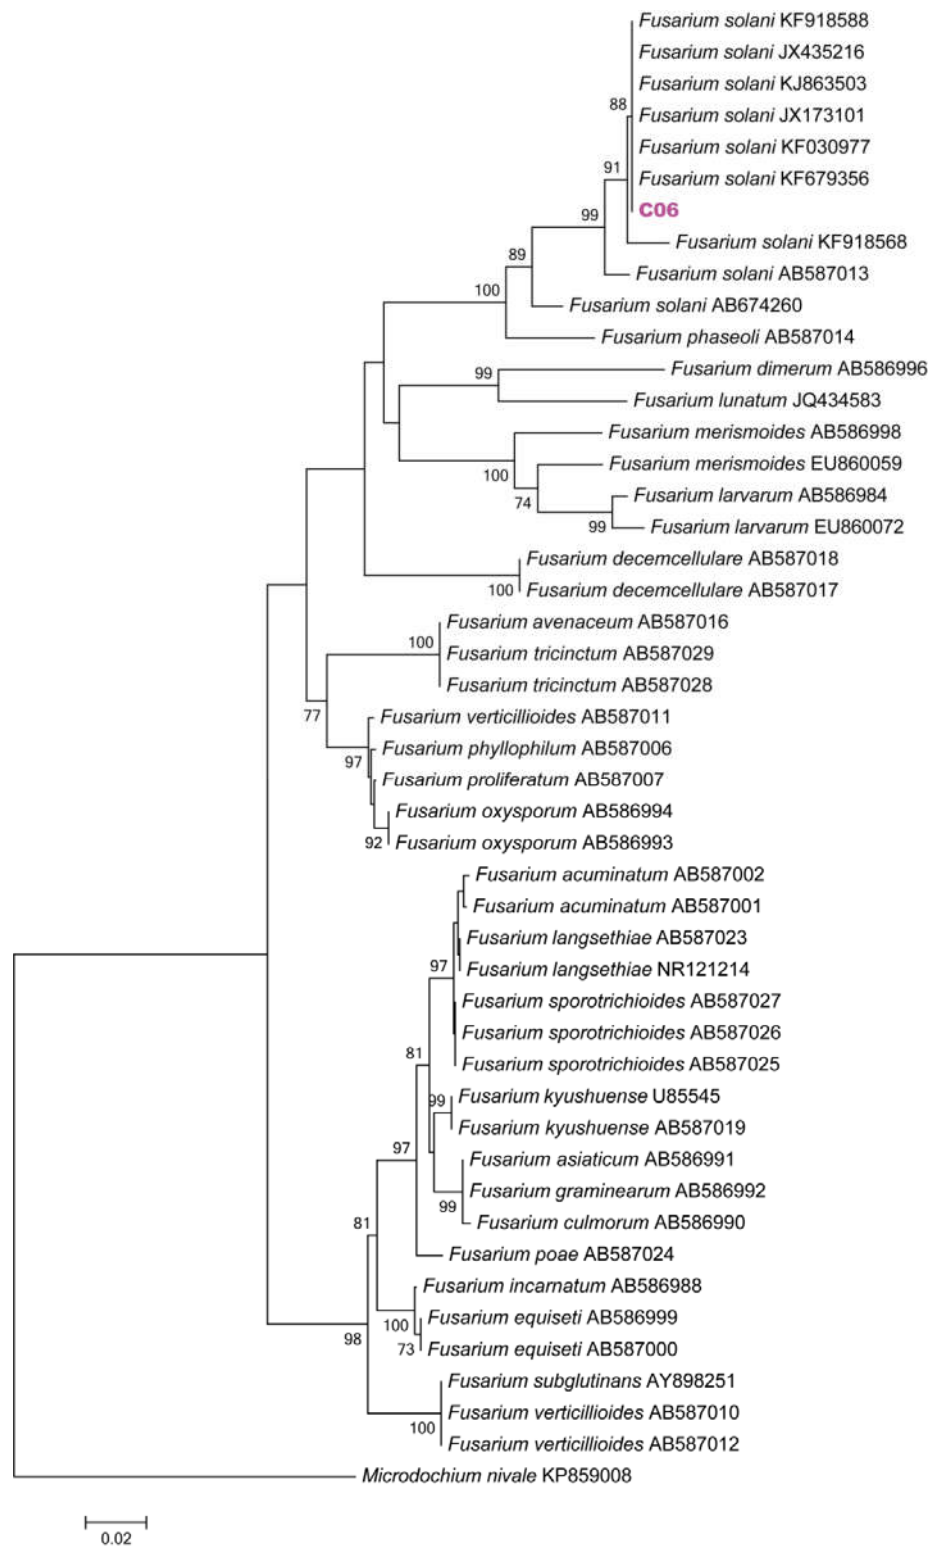 Fusarium solani KF918588
Fusarium solani JX435216
Fusarium solani KJ863503
88
Fusarium solani JX173101
Fusarium solani KF030977
91
Fusarium solani KF679356
C06
99
Fusarium solani KF918568
89
Fusarium solani AB587013
100
Fusarium solani AB674260
Fusarium phaseoli AB587014
99
Fusarium dimerum AB586996
Fusarium lunatum JQ434583
Fusarium merismoides AB586998
100
Fusarium merismoides EU860059
74
Fusarium larvarum AB586984
99
Fusarium larvarum EU860072
Fusarium decemcellulare AB587018
100
Fusarium decemcellulare AB587017
Fusarium avenaceum AB587016
100
Fusarium tricinctum AB587029
Fusarium tricinctum AB587028
77
Fusarium verticillioides AB587011
97
Fusarium phyllophilum AB587006
Fusarium proliferatum AB587007
Fusarium oxysporum AB586994
92
Fusarium oxysporum AB586993
Fusarium acuminatum AB587002
Fusarium acuminatum AB587001
Fusarium langsethiae AB587023
97
Fusarium langsethiae NR121214
Fusarium sporotrichioides AB587027
Fusarium sporotrichioides AB587026
81
Fusarium sporotrichioides AB587025
99
Fusarium kyushuense U85545
Fusarium kyushuense AB587019
97
Fusarium asiaticum AB586991
Fusarium graminearum AB586992
99
Fusarium culmorum AB586990
81
Fusarium poae AB587024
Fusarium incarnatum AB586988
100
Fusarium equiseti AB586999
98
73
Fusarium equiseti AB587000
Fusarium subglutinans AY898251
Fusarium verticillioides AB587010
100
Fusarium verticillioides AB587012
Microdochium nivale KP859008
0.02